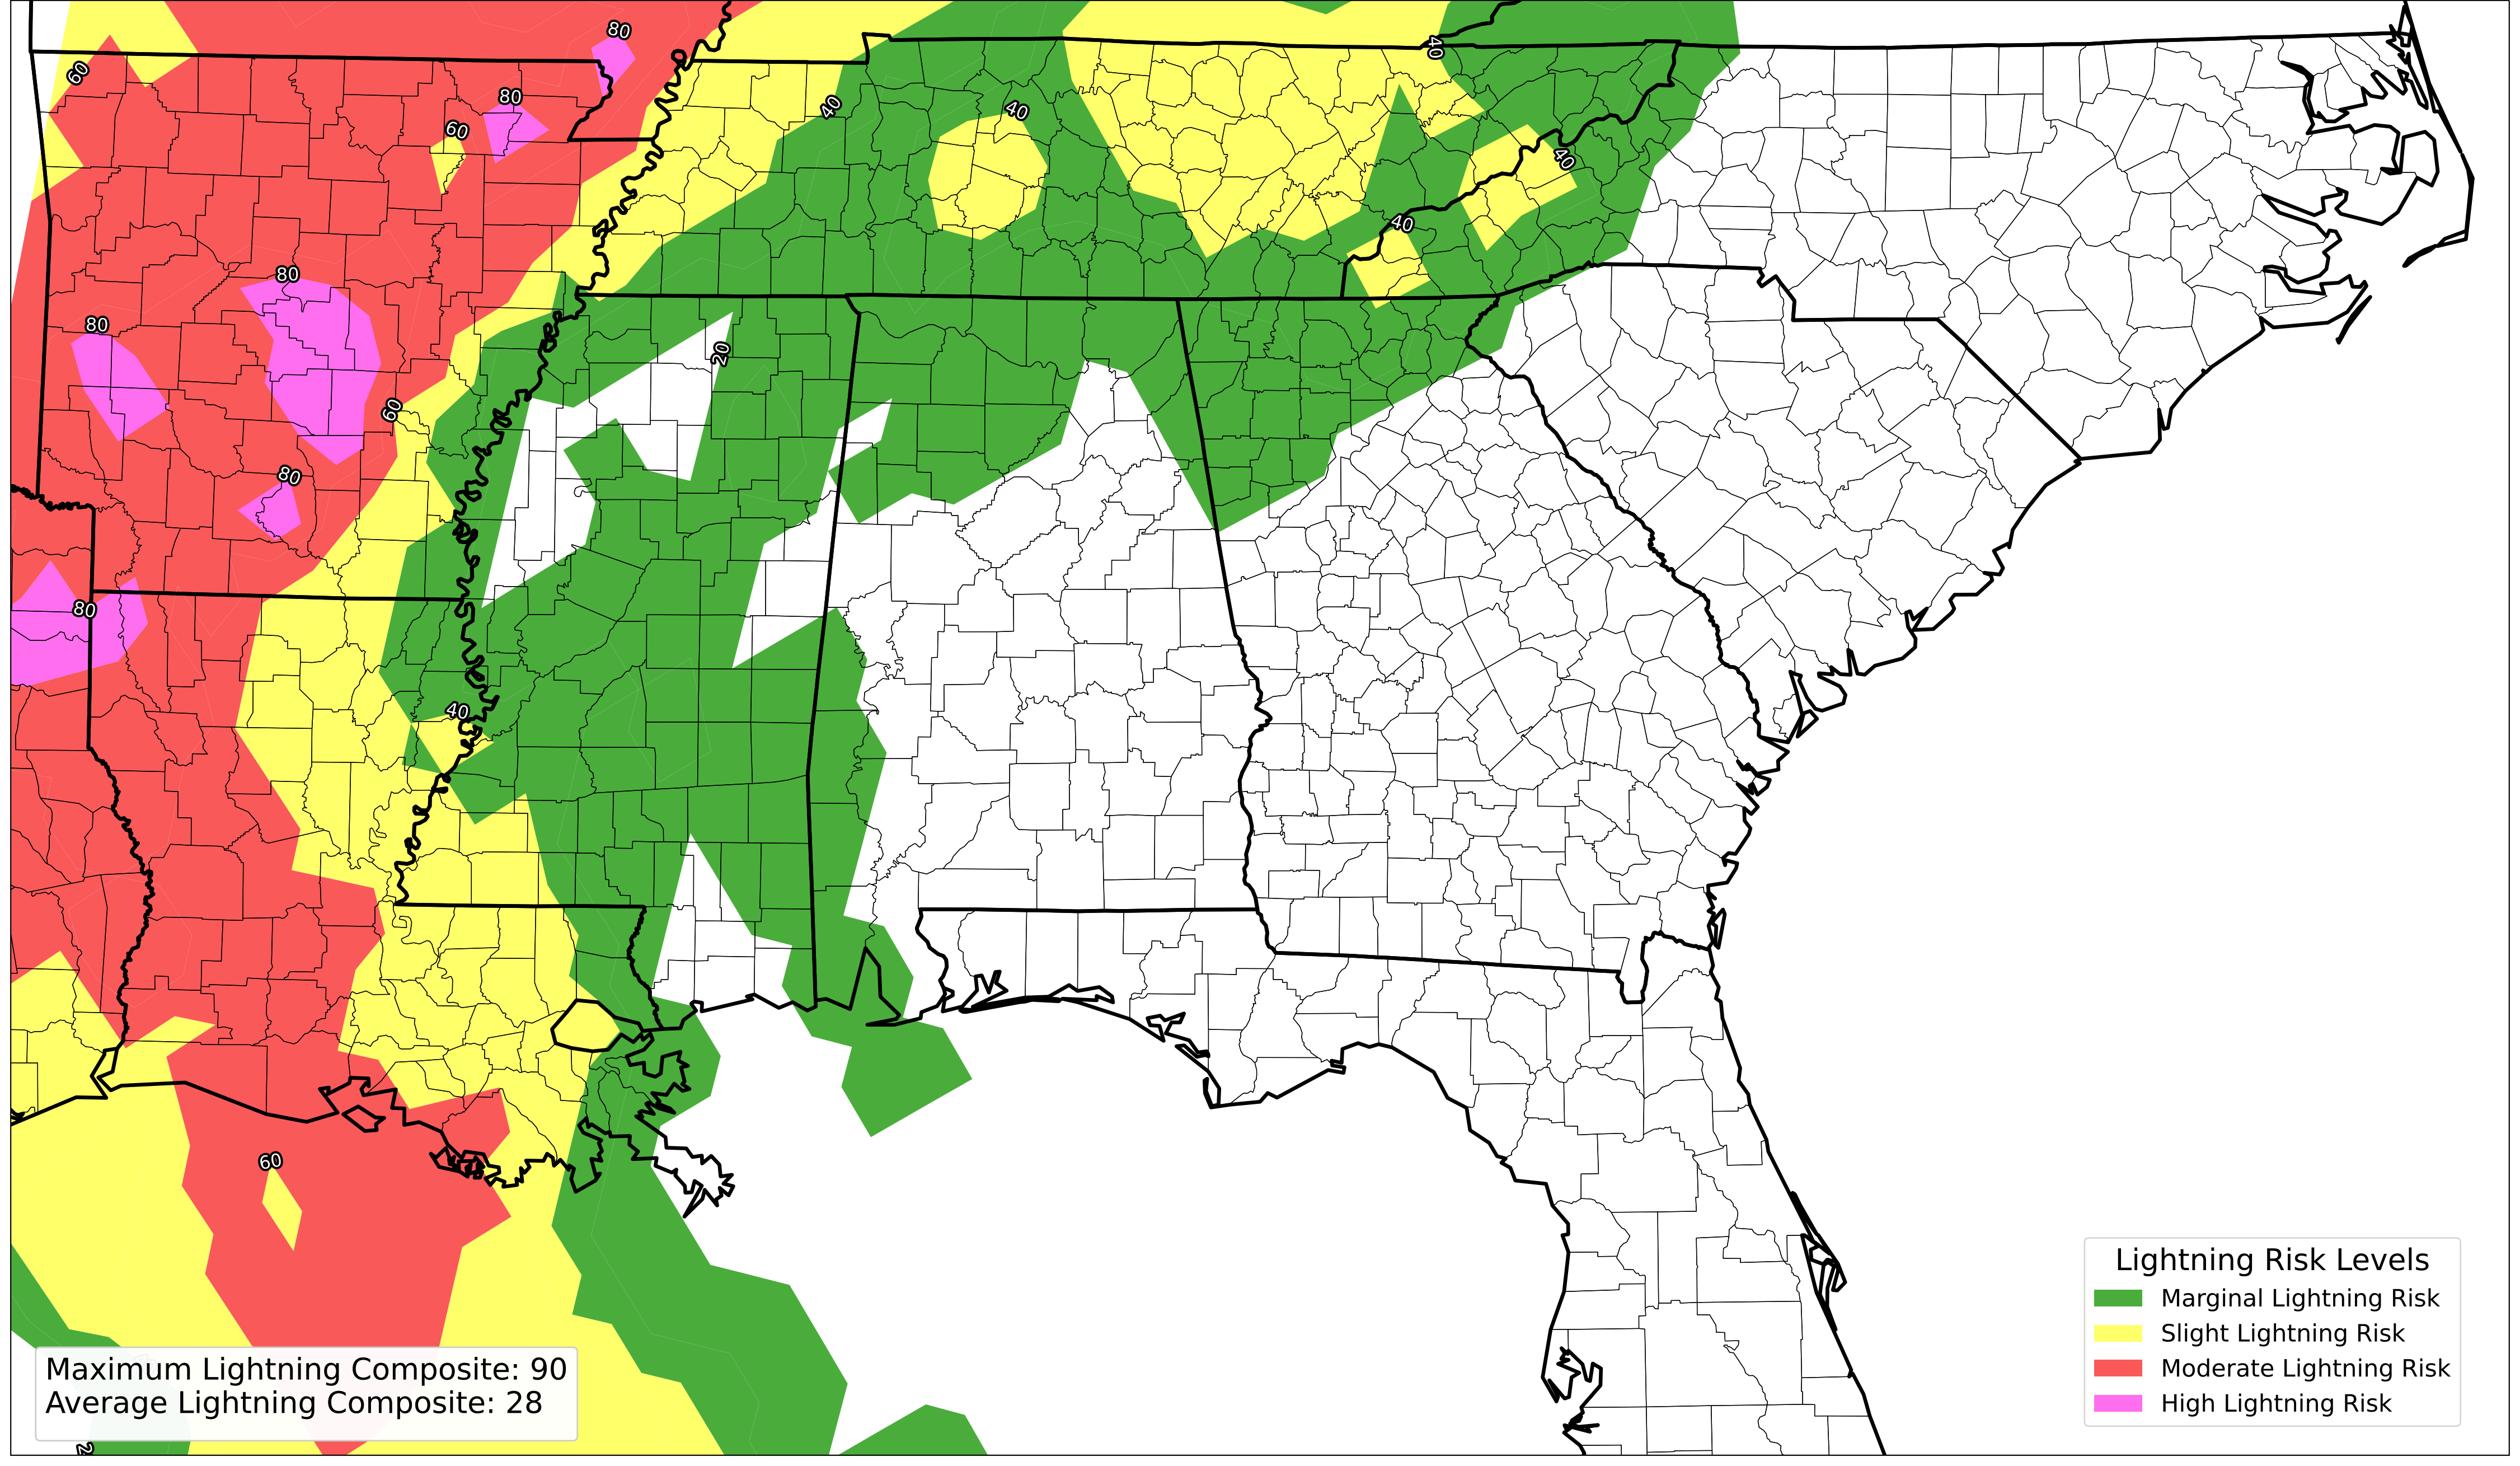 80
40
60
80
60
40
40
40
80
40
80
20
60
80
80
40
60
Lightning Risk Levels
Marginal Lightning Risk
Slight Lightning Risk
Moderate Lightning Risk
High Lightning Risk
Maximum Lightning Composite: 90
Average Lightning Composite: 28